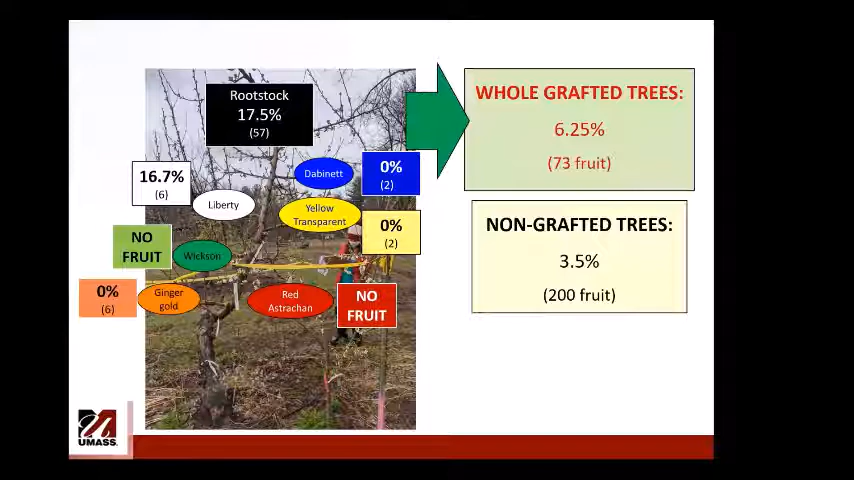 Rootstock
17.5%
(57)
WHOLE GRAFTED TREES:
6.25%
(73 fruit)
16.7%
(6)
Liberty
Dabinett
0%
(2)
Yellow
Transparent
0%
(2)
NO
FRUIT
Wickson
0%
(6)
Ginger
gold
Red
Astrachan
NO
FRUIT
NON-GRAFTED TREES:
3.5%
(200 fruit)
UMASS